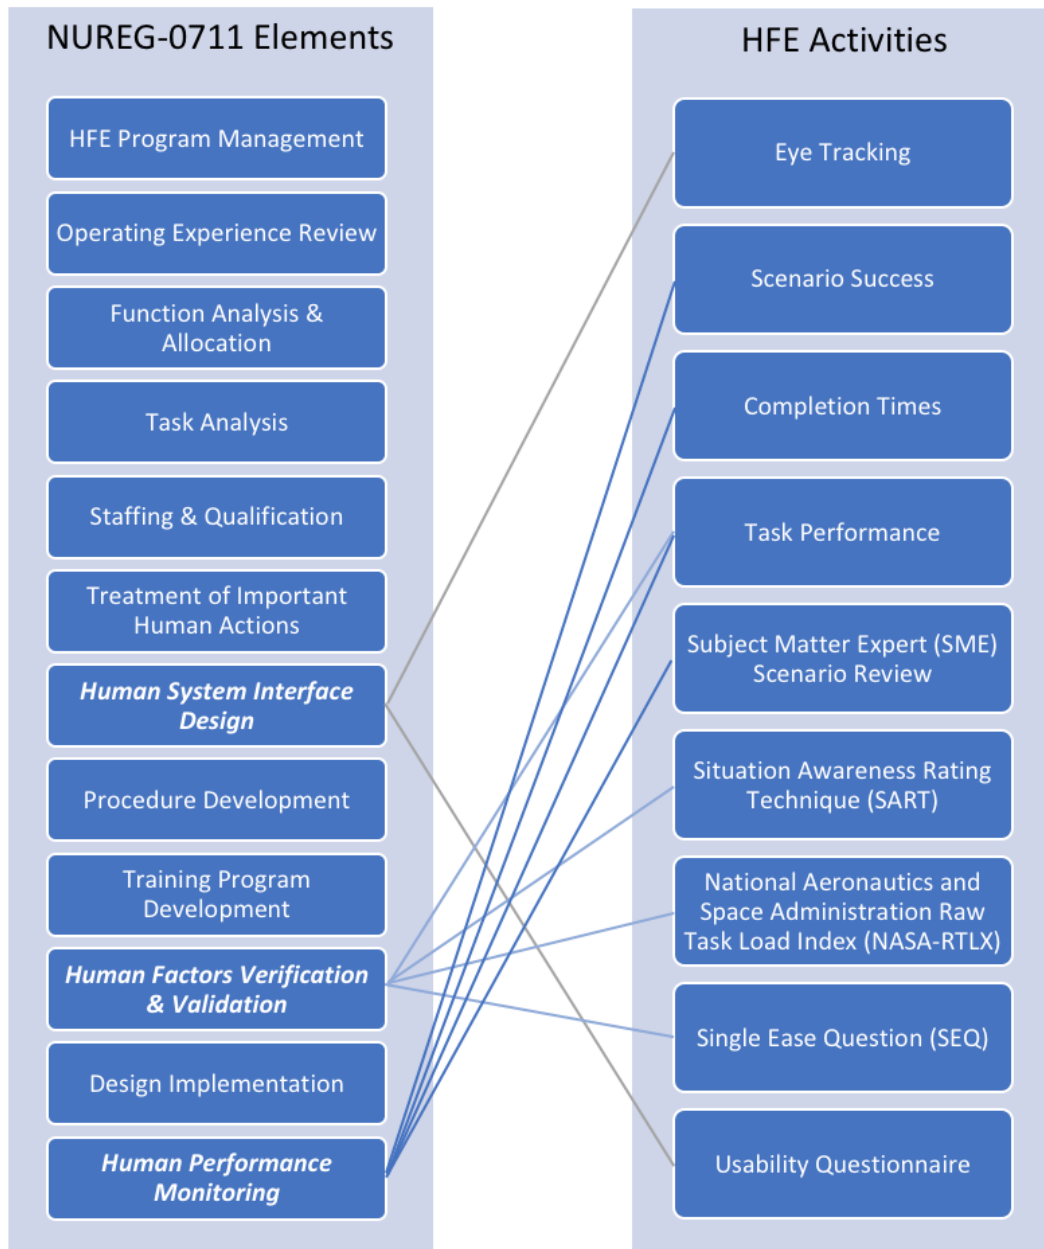 NUREG-0711 Elements
HFE Program Management
Operating Experience Review
Function Analysis &
Allocation
Task Analysis
Staffing & Qualification
Treatment of Important
Human Actions
Human System Interface
Design
Procedure Development
Training Program
Development
Human Factors Verification
& Validation
Design Implementation
Human Performance
Monitoring
HFE Activities
Eye Tracking
Scenario Success
Completion Times
Task Performance
Subject Matter Expert (SME)
Scenario Review
Situation Awareness Rating
Technique (SART)
National Aeronautics and
Space Administration Raw
Task Load Index (NASA-RTLX)
Single Ease Question (SEQ)
Usability Questionnaire